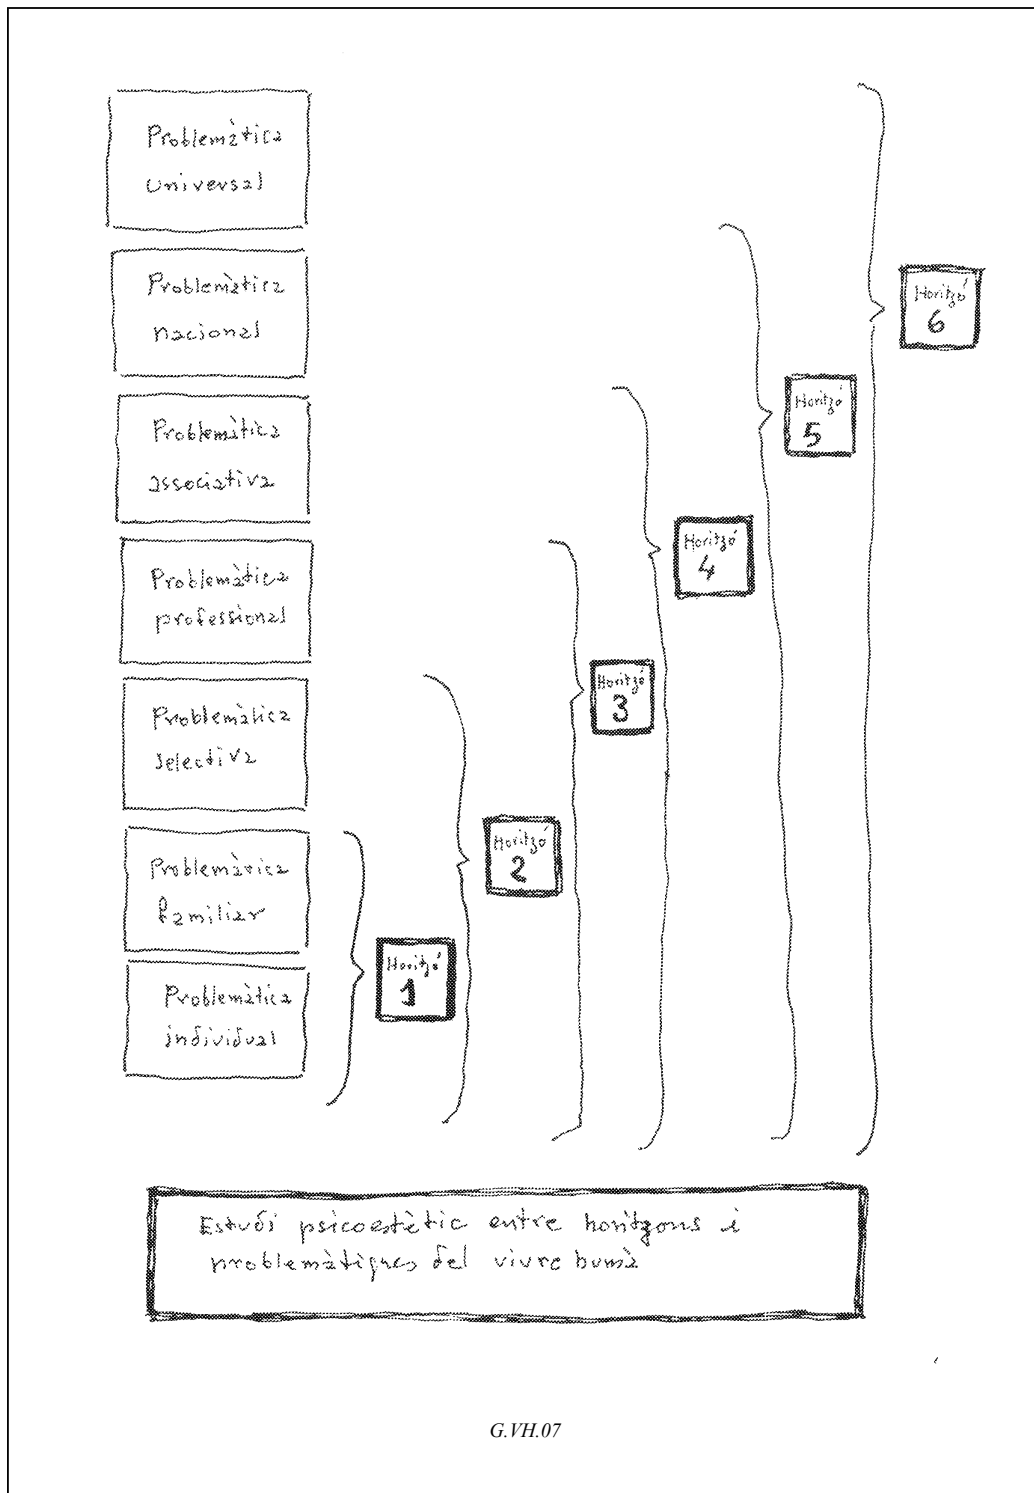 Problemàtica
universal
Problemàtica
nacional
Horitzó
6
Horitzó
5
Problemàtica
associativa
Horitzó
4
Problemàtica
professional
Horitzó
3
Problemàtica
selectiva
Horitzó
2
Problemàtica
familiar
Horitzó
1
Problemàtica
individual
Estudi psicoestètic entre horitzons i
problemàtiques del viure humà
G.VH.07